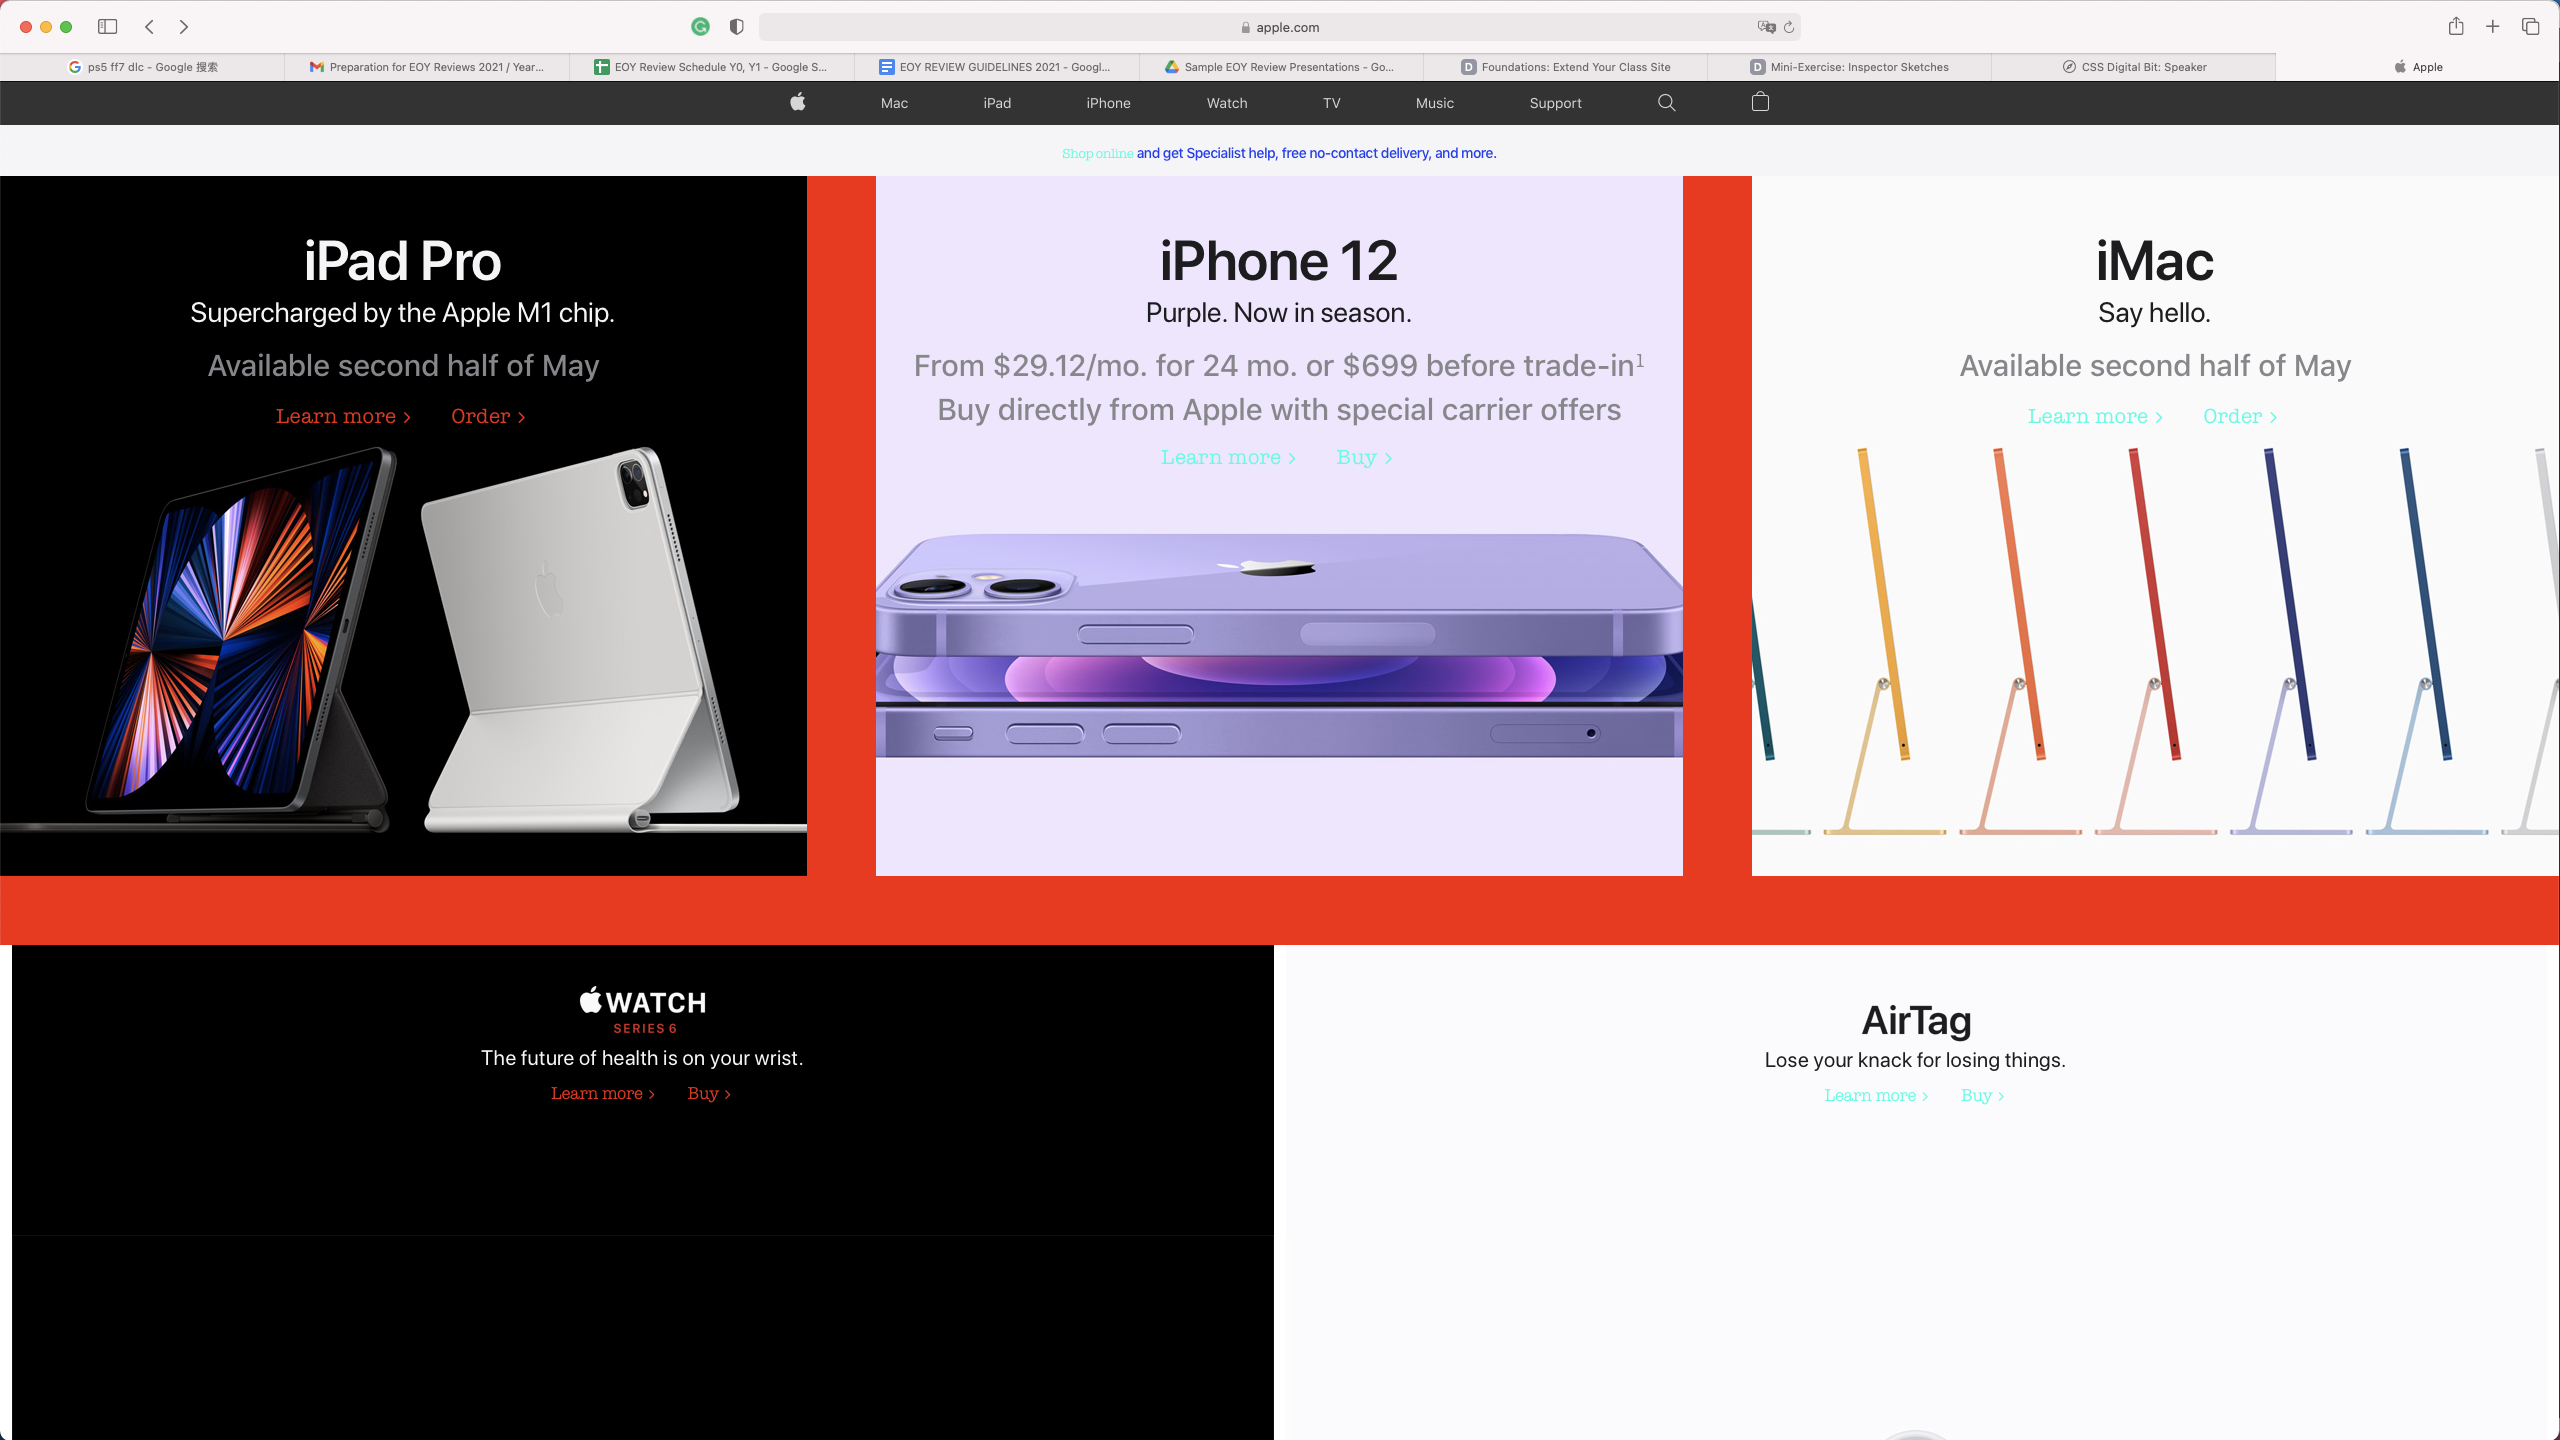 apple.com
ps5 ff7 dlc - Google 搜索
Preparation for EOY Reviews 2021 / Year...
EOY Review Schedule Y0, Y1 - Google S...
EOY REVIEW GUIDELINES 2021 - Googl...
Sample EOY Review Presentations - Go...
D Foundations: Extend Your Class Site
D Mini-Exercise: Inspector Sketches
CSS Digital Bit: Speaker
Apple
Mac iPad iPhone Watch TV Music Support
Shop online and get Specialist help, free no-contact delivery, and more.
iPad Pro
Supercharged by the Apple M1 chip.
Available second half of May
Learn more > Order >
iPhone 12
Purple. Now in season.
From $29.12/mo. for 24 mo. or $699 before trade-in¹
Buy directly from Apple with special carrier offers
Learn more > Buy >
iMac
Say hello.
Available second half of May
Learn more > Order >
WATCH
SERIES 6
The future of health is on your wrist.
Learn more > Buy >
AirTag
Lose your knack for losing things.
Learn more > Buy >